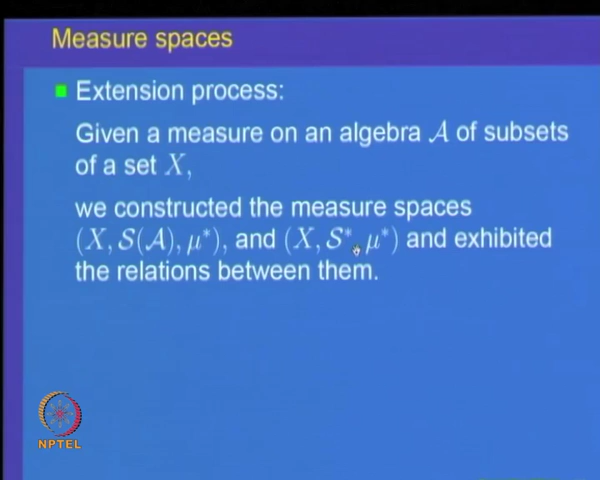 Measure spaces
Extension process:
Given a measure on an algebra 𝒜 of subsets
of a set X,
we constructed the measure spaces
(X, 𝒮(𝒜), μ*), and (X, 𝒮*, μ*) and exhibited
the relations between them.
NPTEL